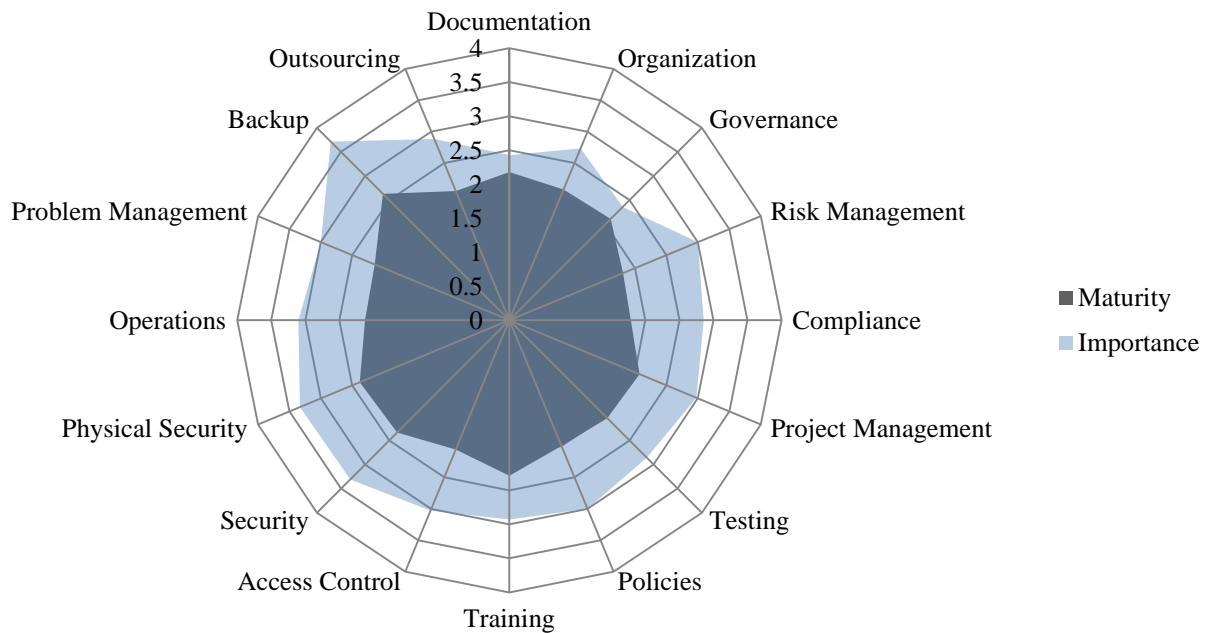 Documentation
Organization
Governance
Risk Management
Compliance
Project Management
Testing
Policies
Training
Access Control
Security
Physical Security
Operations
Problem Management
Backup
Outsourcing
4
3.5
3
2.5
2
1.5
1
0.5
0
Maturity
Importance